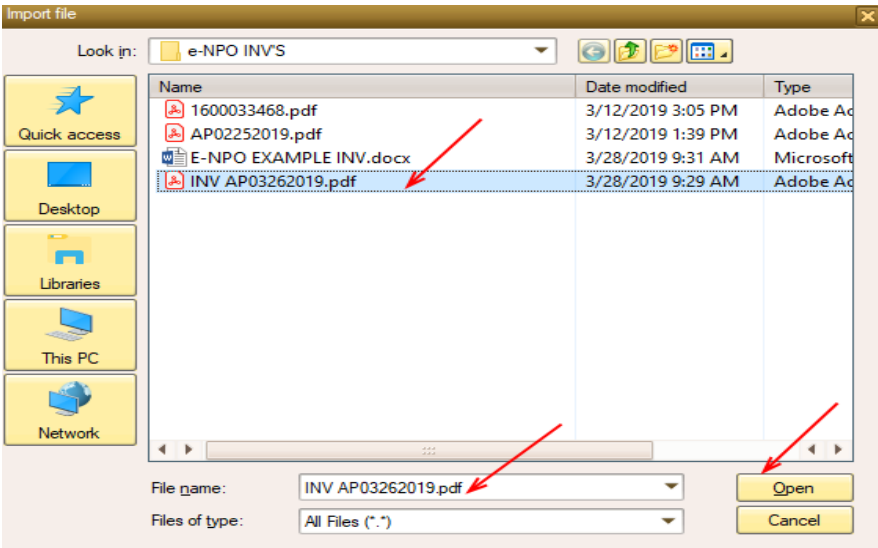 Import file
Look in: e-NPO INV'S
Name Date modified Type
1600033468.pdf 3/12/2019 3:05 PM Adobe Ac
AP02252019.pdf 3/12/2019 1:39 PM Adobe Ac
E-NPO EXAMPLE INV.docx 3/28/2019 9:31 AM Microsoft
INV AP03262019.pdf 3/28/2019 9:29 AM Adobe Ac
Quick access
Desktop
Libraries
This PC
Network
File name: INV AP03262019.pdf Open
Files of type: All Files (*.*) Cancel